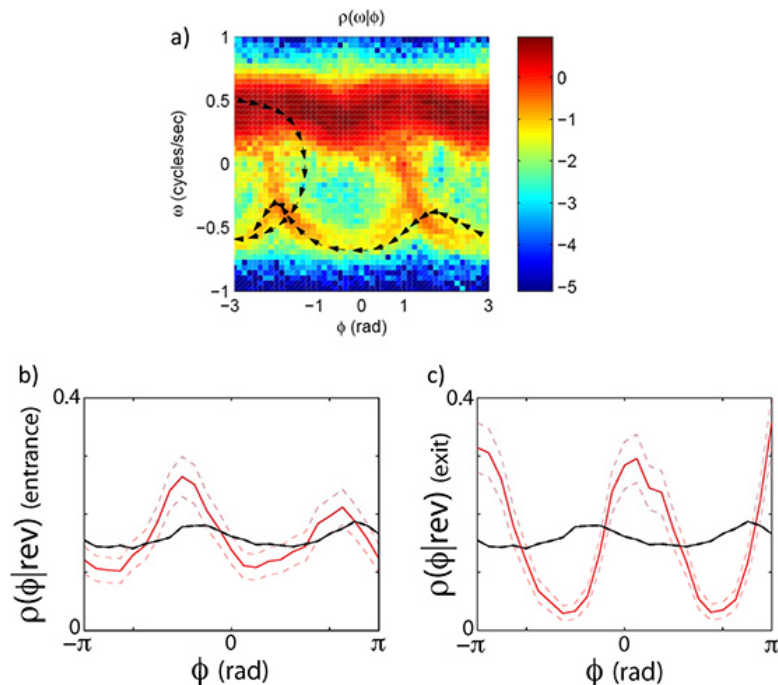 ρ(ω|ϕ)
a)
ω (cycles/sec)
1
0.5
0
-0.5
-1
-3
-1
0
1
3
ϕ (rad)
0
-1
-2
-3
-4
-5
b)
ρ(ϕ|rev) (entrance)
0.4
0
-π
0
π
ϕ (rad)
c)
ρ(ϕ|rev) (exit)
0.4
0
-π
0
π
ϕ (rad)